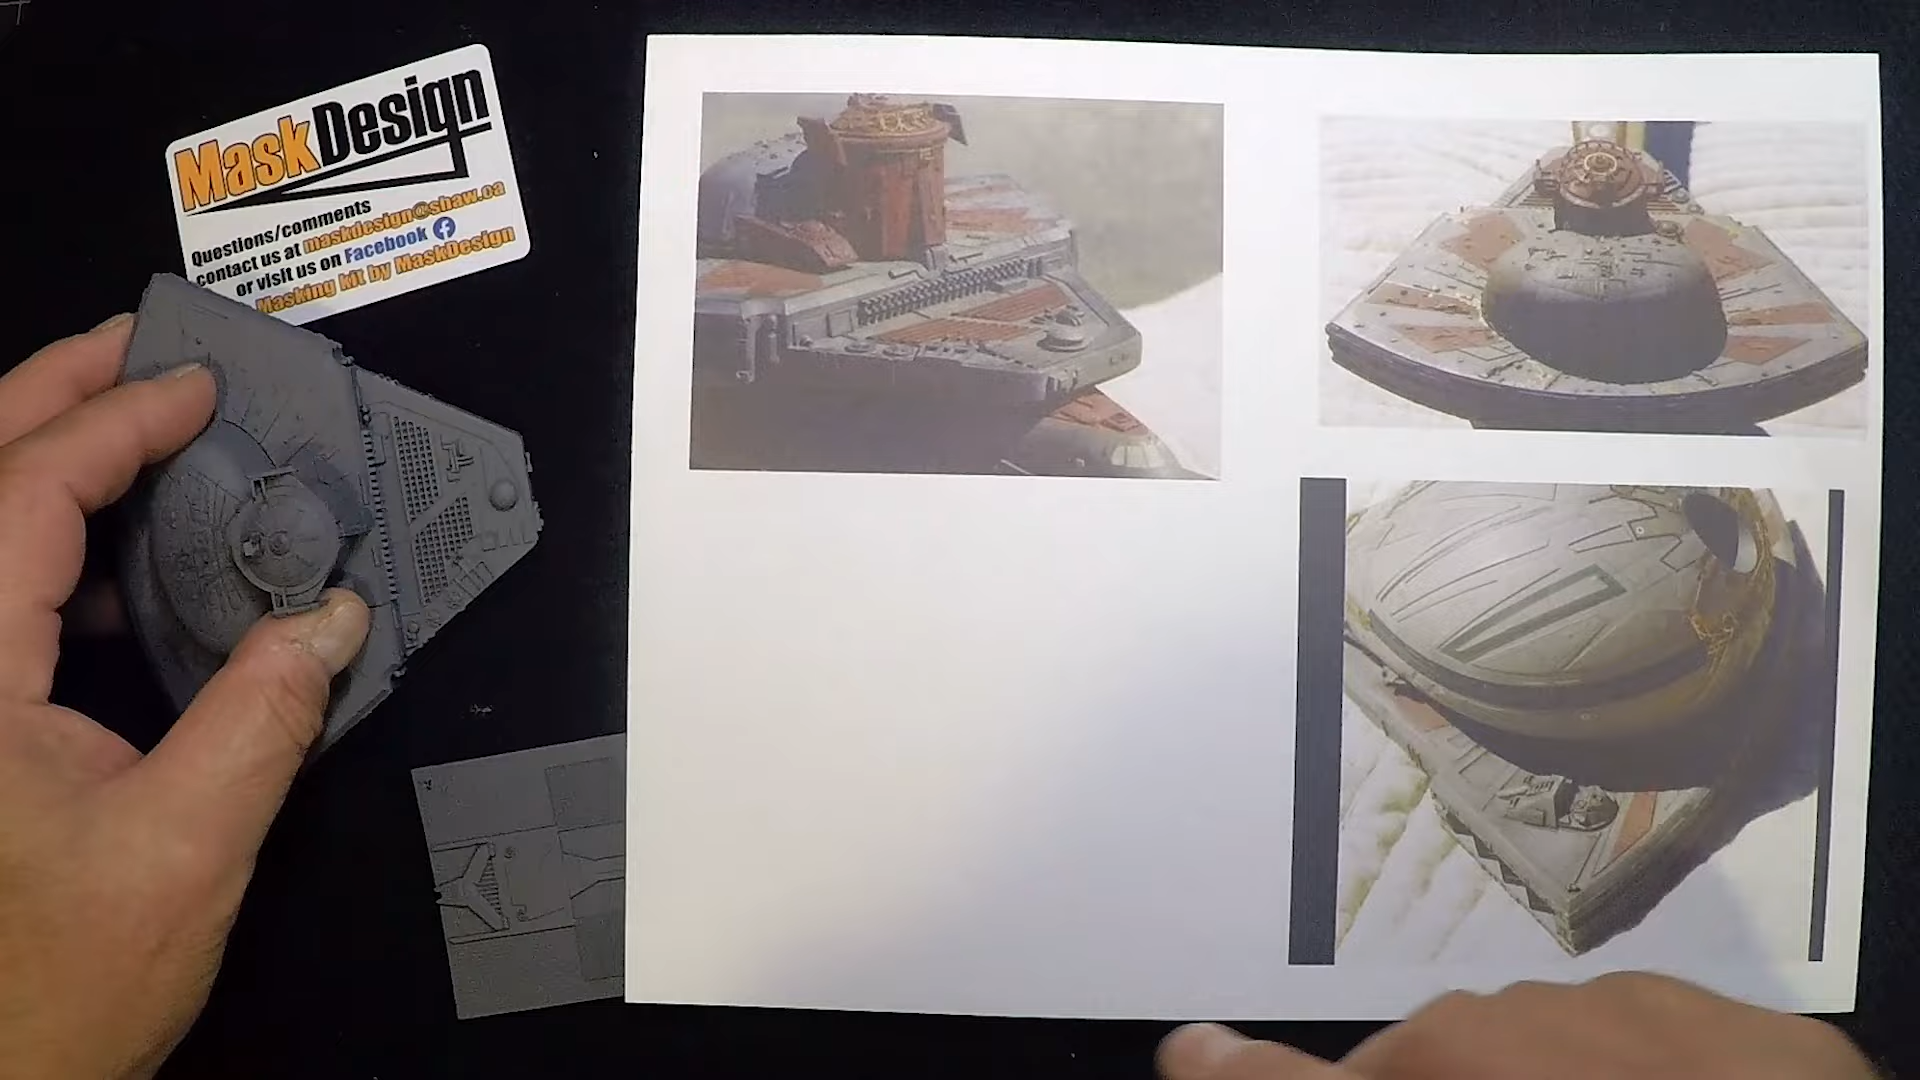 MaskDesign
Questions/comments
contact us at maskdesign@shaw.ca
or visit us on Facebook
Masking kit by MaskDesign